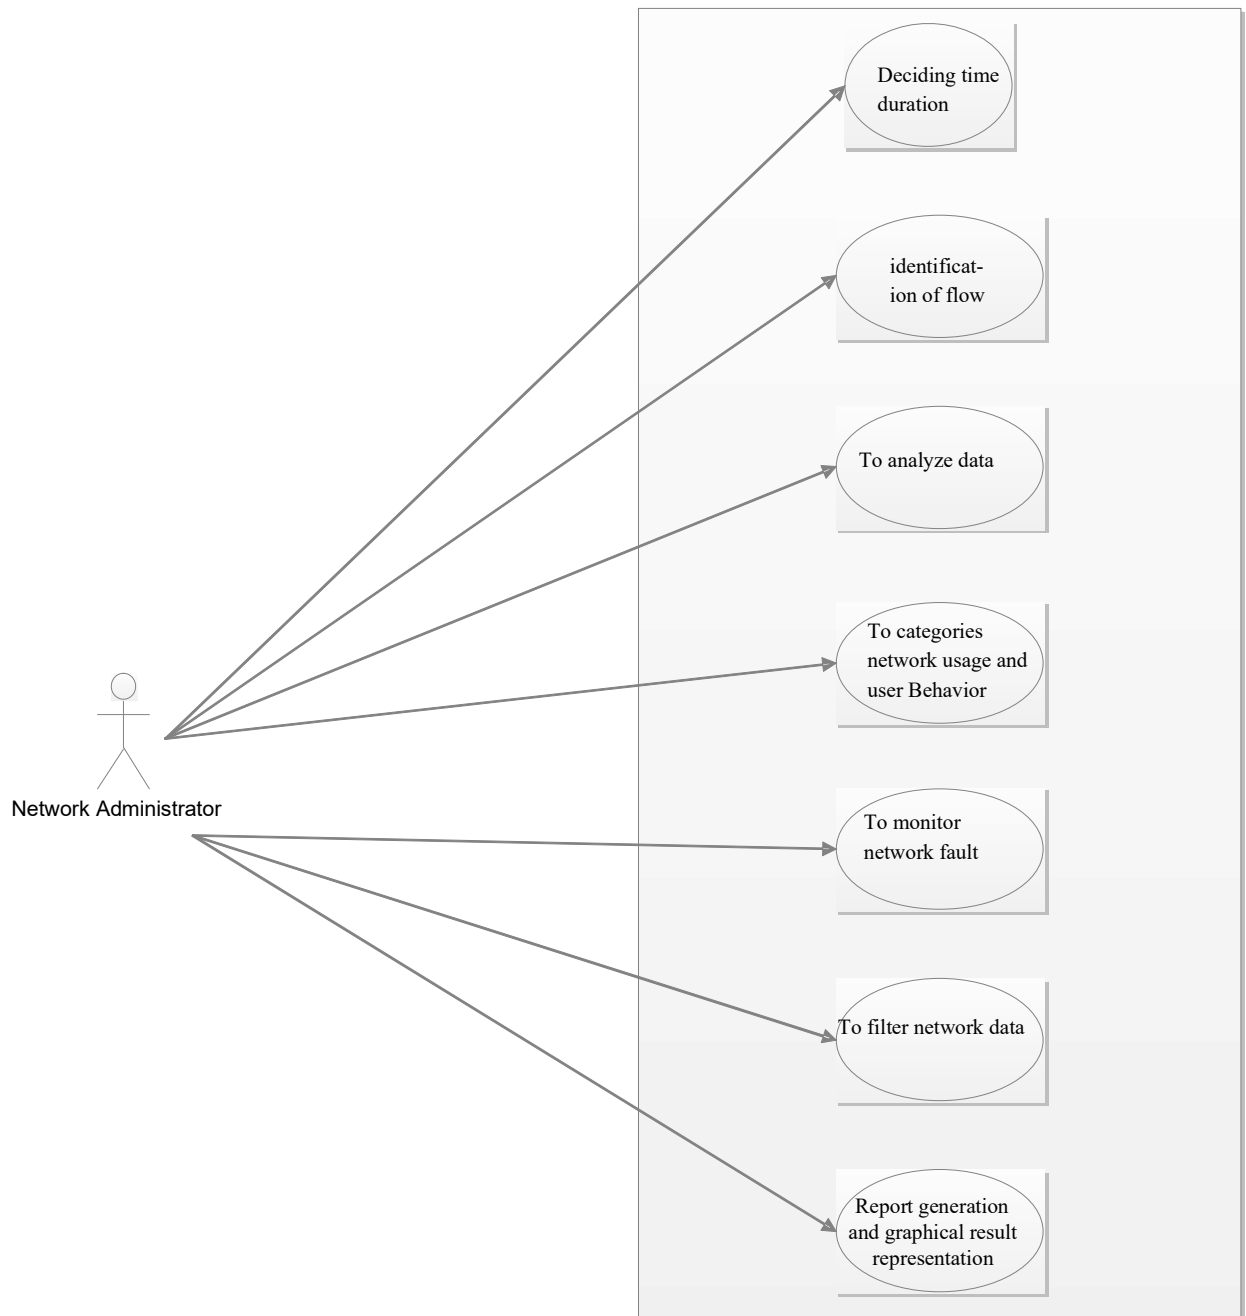 Deciding time
duration
identificat-
ion of flow
To analyze data
To categories
network usage and
user Behavior
Network Administrator
To monitor
network fault
To filter network data
Report generation
and graphical result
representation